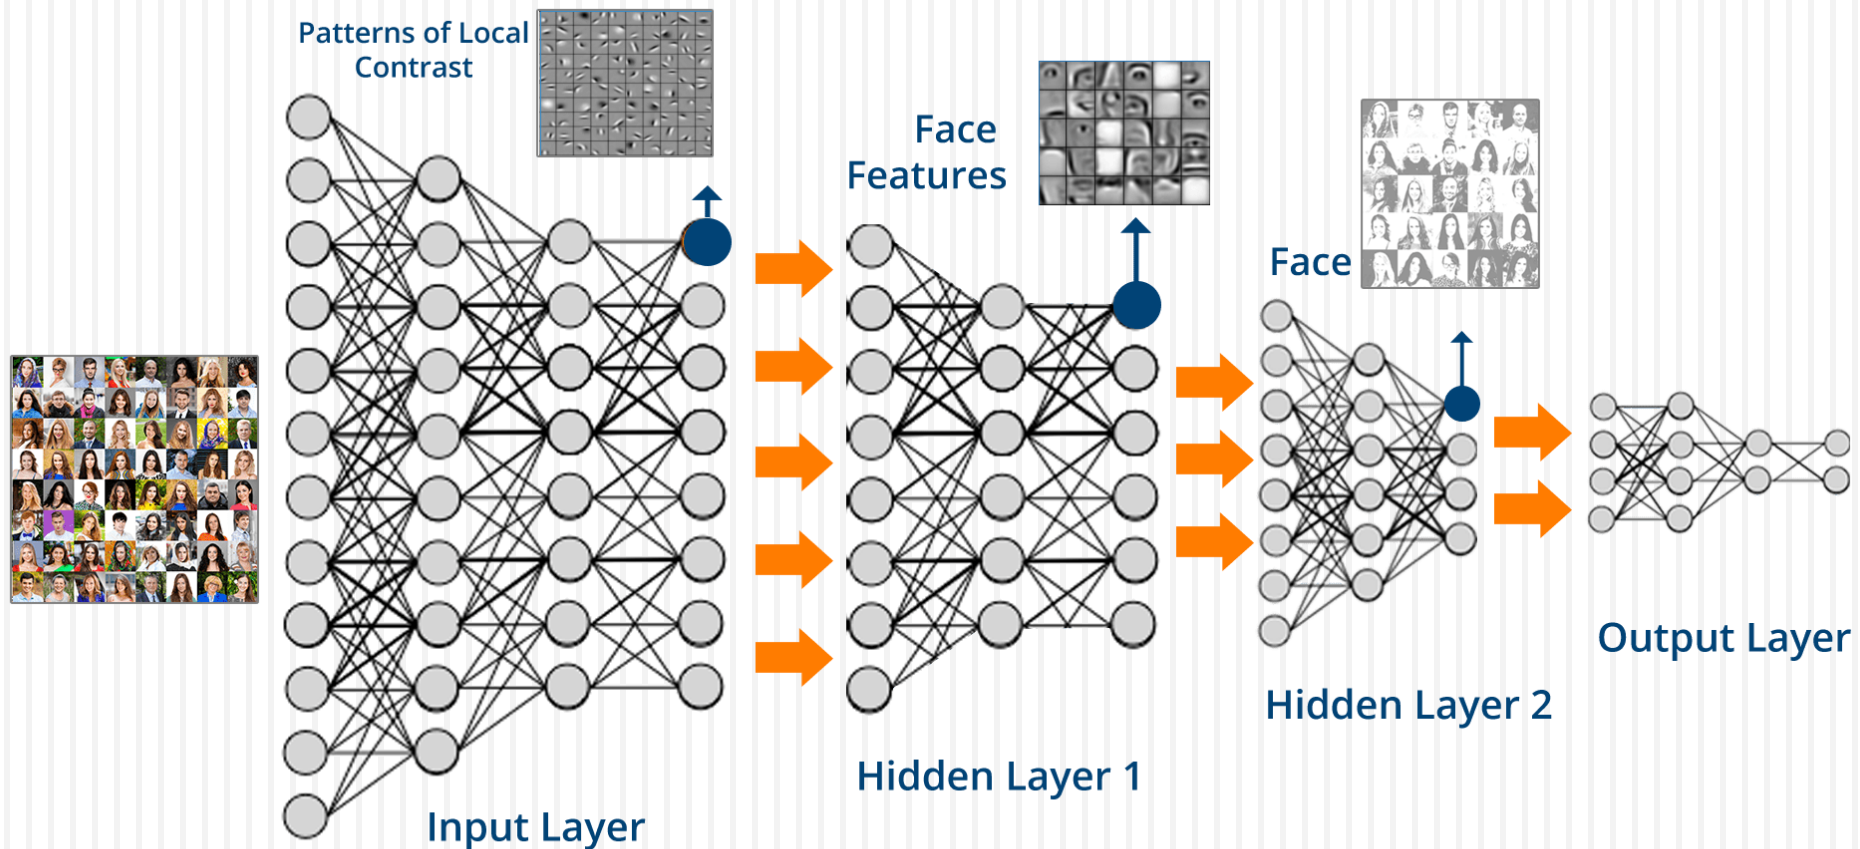 Patterns of Local
Contrast
Face
Features
Face
Input Layer
Hidden Layer 1
Hidden Layer 2
Output Layer